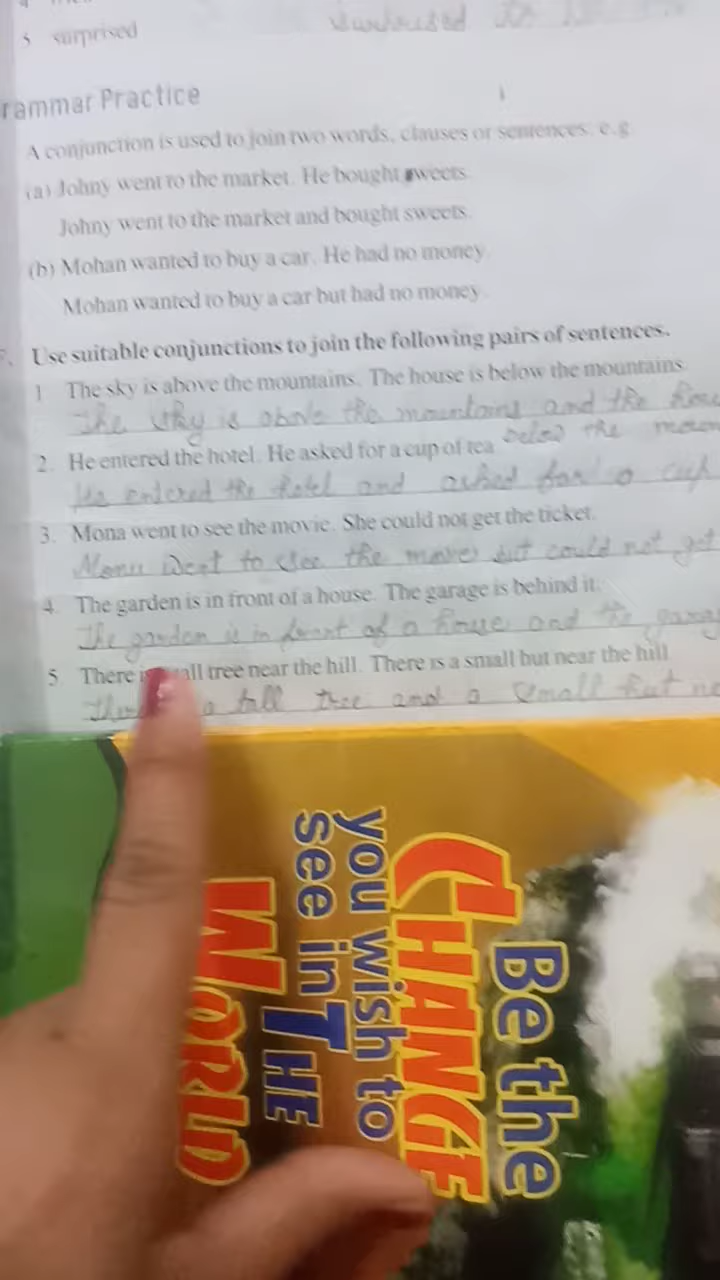 5 surprised
rammar Practice
A conjunction is used to join two words, clauses or sentences. e.g.
(a) Johny went to the market. He bought sweets.
Johny went to the market and bought sweets.
(b) Mohan wanted to buy a car. He had no money.
Mohan wanted to buy a car but had no money.
Use suitable conjunctions to join the following pairs of sentences.
1 The sky is above the mountains. The house is below the mountains.
The sky is above the mountains and the
below the
2. He entered the hotel. He asked for a cup of tea
He entered the hotel and asked for a cup
3. Mona went to see the movie. She could not get the ticket.
Mona went to see the but could not get
4. The garden is in front of a house. The garage is behind it.
The garden is in front of a house and the
5 There tall tree near the hill. There is a small but near the hill
a tall tree and a small
Be the
CHANGE
you wish to
see in THE
WORLD